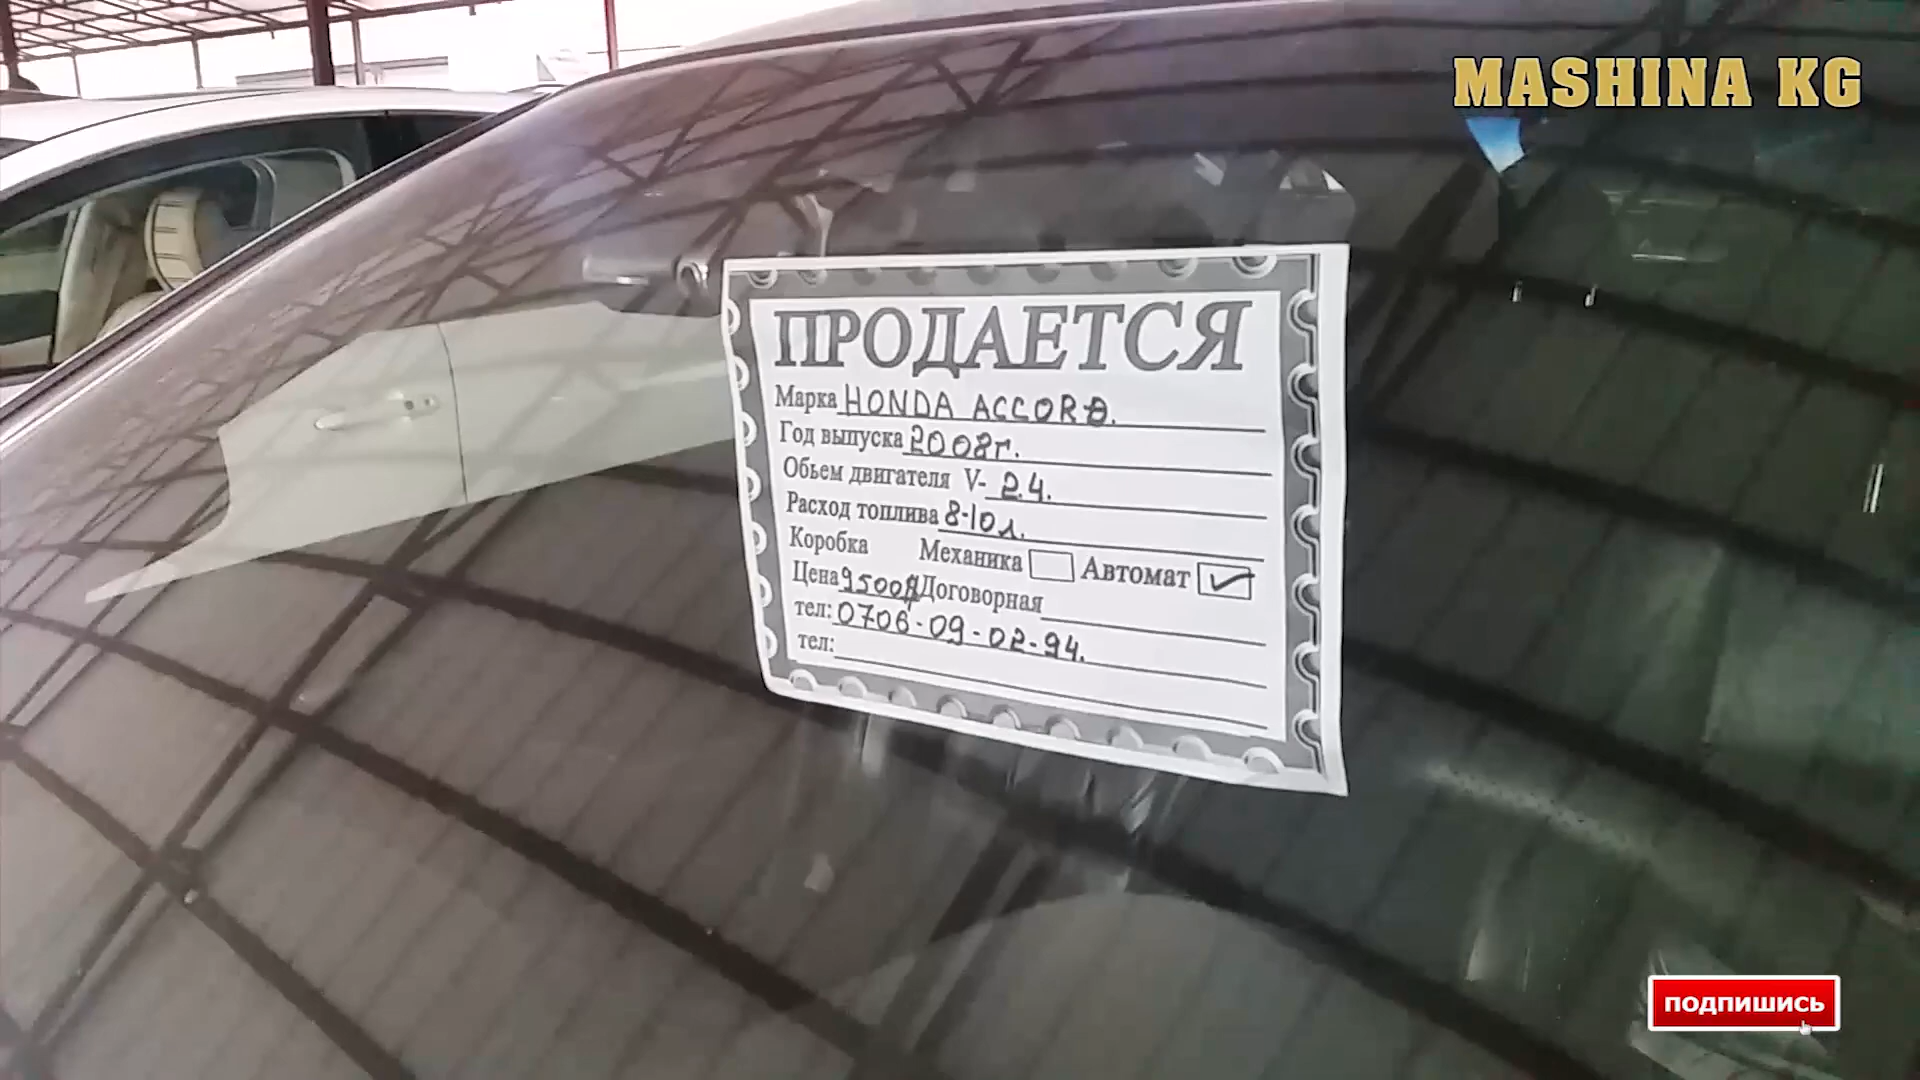 MASHINA KG
ПРОДАЕТСЯ
Марка HONDA ACCORD.
Год выпуска 2008г.
Обьем двигателя V- 2.4.
Расход топлива 8-10л.
Коробка Механика Автомат ✓
Цена 9500$ Договорная
тел: 0706-09-02-94.
тел:
ПОДПИШИСЬ